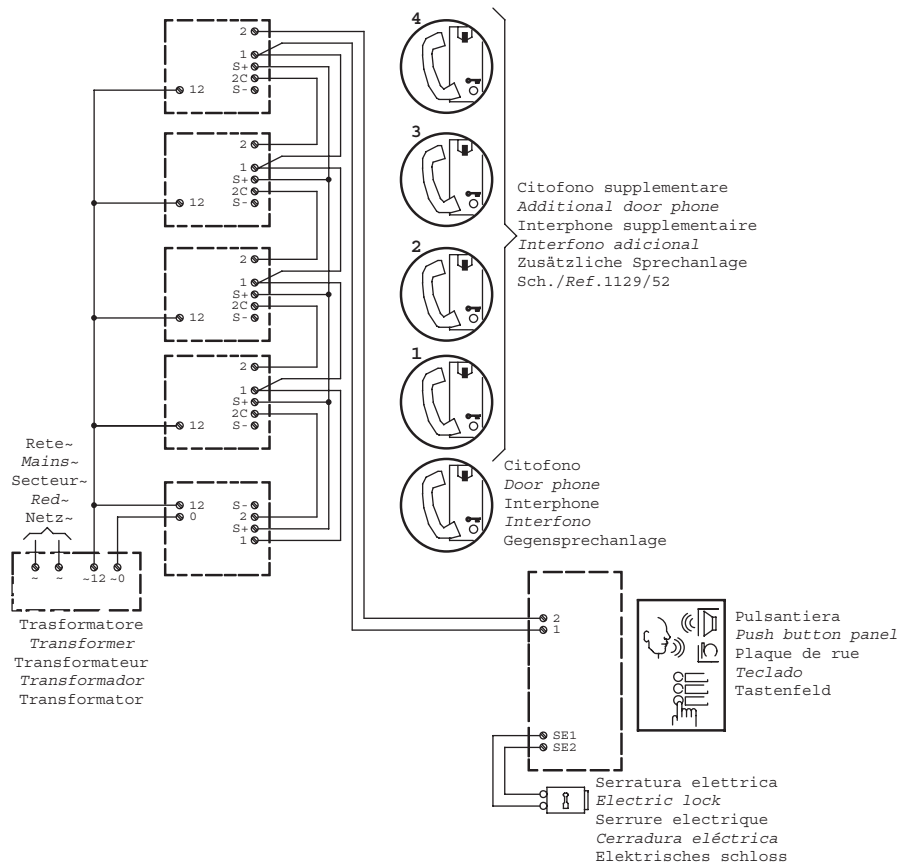 4
2
1
S+
2C
S-
12
3
2
1
S+
2C
S-
12
Citofono supplementare
Additional door phone
Interphone supplementaire
Interfono adicional
Zusätzliche Sprechanlage
Sch./Ref.1129/52
2
2
1
S+
2C
S-
12
1
2
1
S+
2C
S-
12
Rete~
Mains~
Secteur~
Red~
Netz~
Citofono
Door phone
Interphone
Interfono
Gegensprechanlage
12
0
S-
2
S+
1
~ ~ ~12 ~0
Trasformatore
Transformer
Transformateur
Transformador
Transformator
2
1
Pulsantiera
Push button panel
Plaque de rue
Teclado
Tastenfeld
SE1
SE2
Serratura elettrica
Electric lock
Serrure electrique
Cerradura eléctrica
Elektrisches schloss